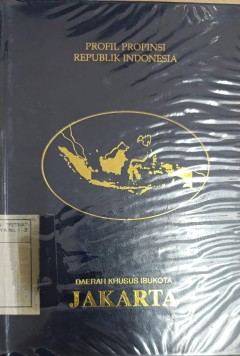 PROFIL PROPINSI
REPUBLIK INDONESIA
DAERAH KHUSUS IBUKOTA
JAKARTA